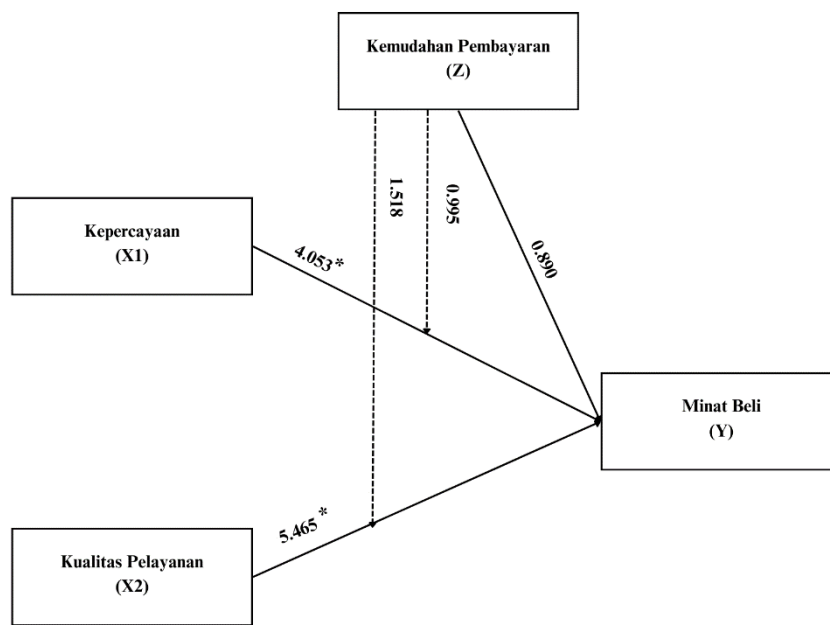 Kemudahan Pembayaran
(Z)
1.518
0.995
0.890
Kepercayaan
(X1)
4.053*
Minat Beli
(Y)
5.465 *
Kualitas Pelayanan
(X2)